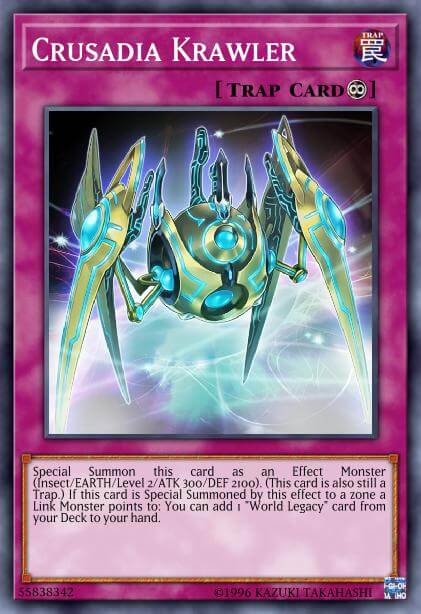 CRUSADIA KRAWLER
TRAP
罠
[TRAP CARD∞]
Special Summon this card as an Effect Monster
(Insect/EARTH/Level 2/ATK 300/DEF 2100). (This card is also still a
Trap.) If this card is Special Summoned by this effect to a zone a
Link Monster points to: You can add 1 "World Legacy" card from
your Deck to your hand.
55838342
©1996 KAZUKI TAKAHASHI